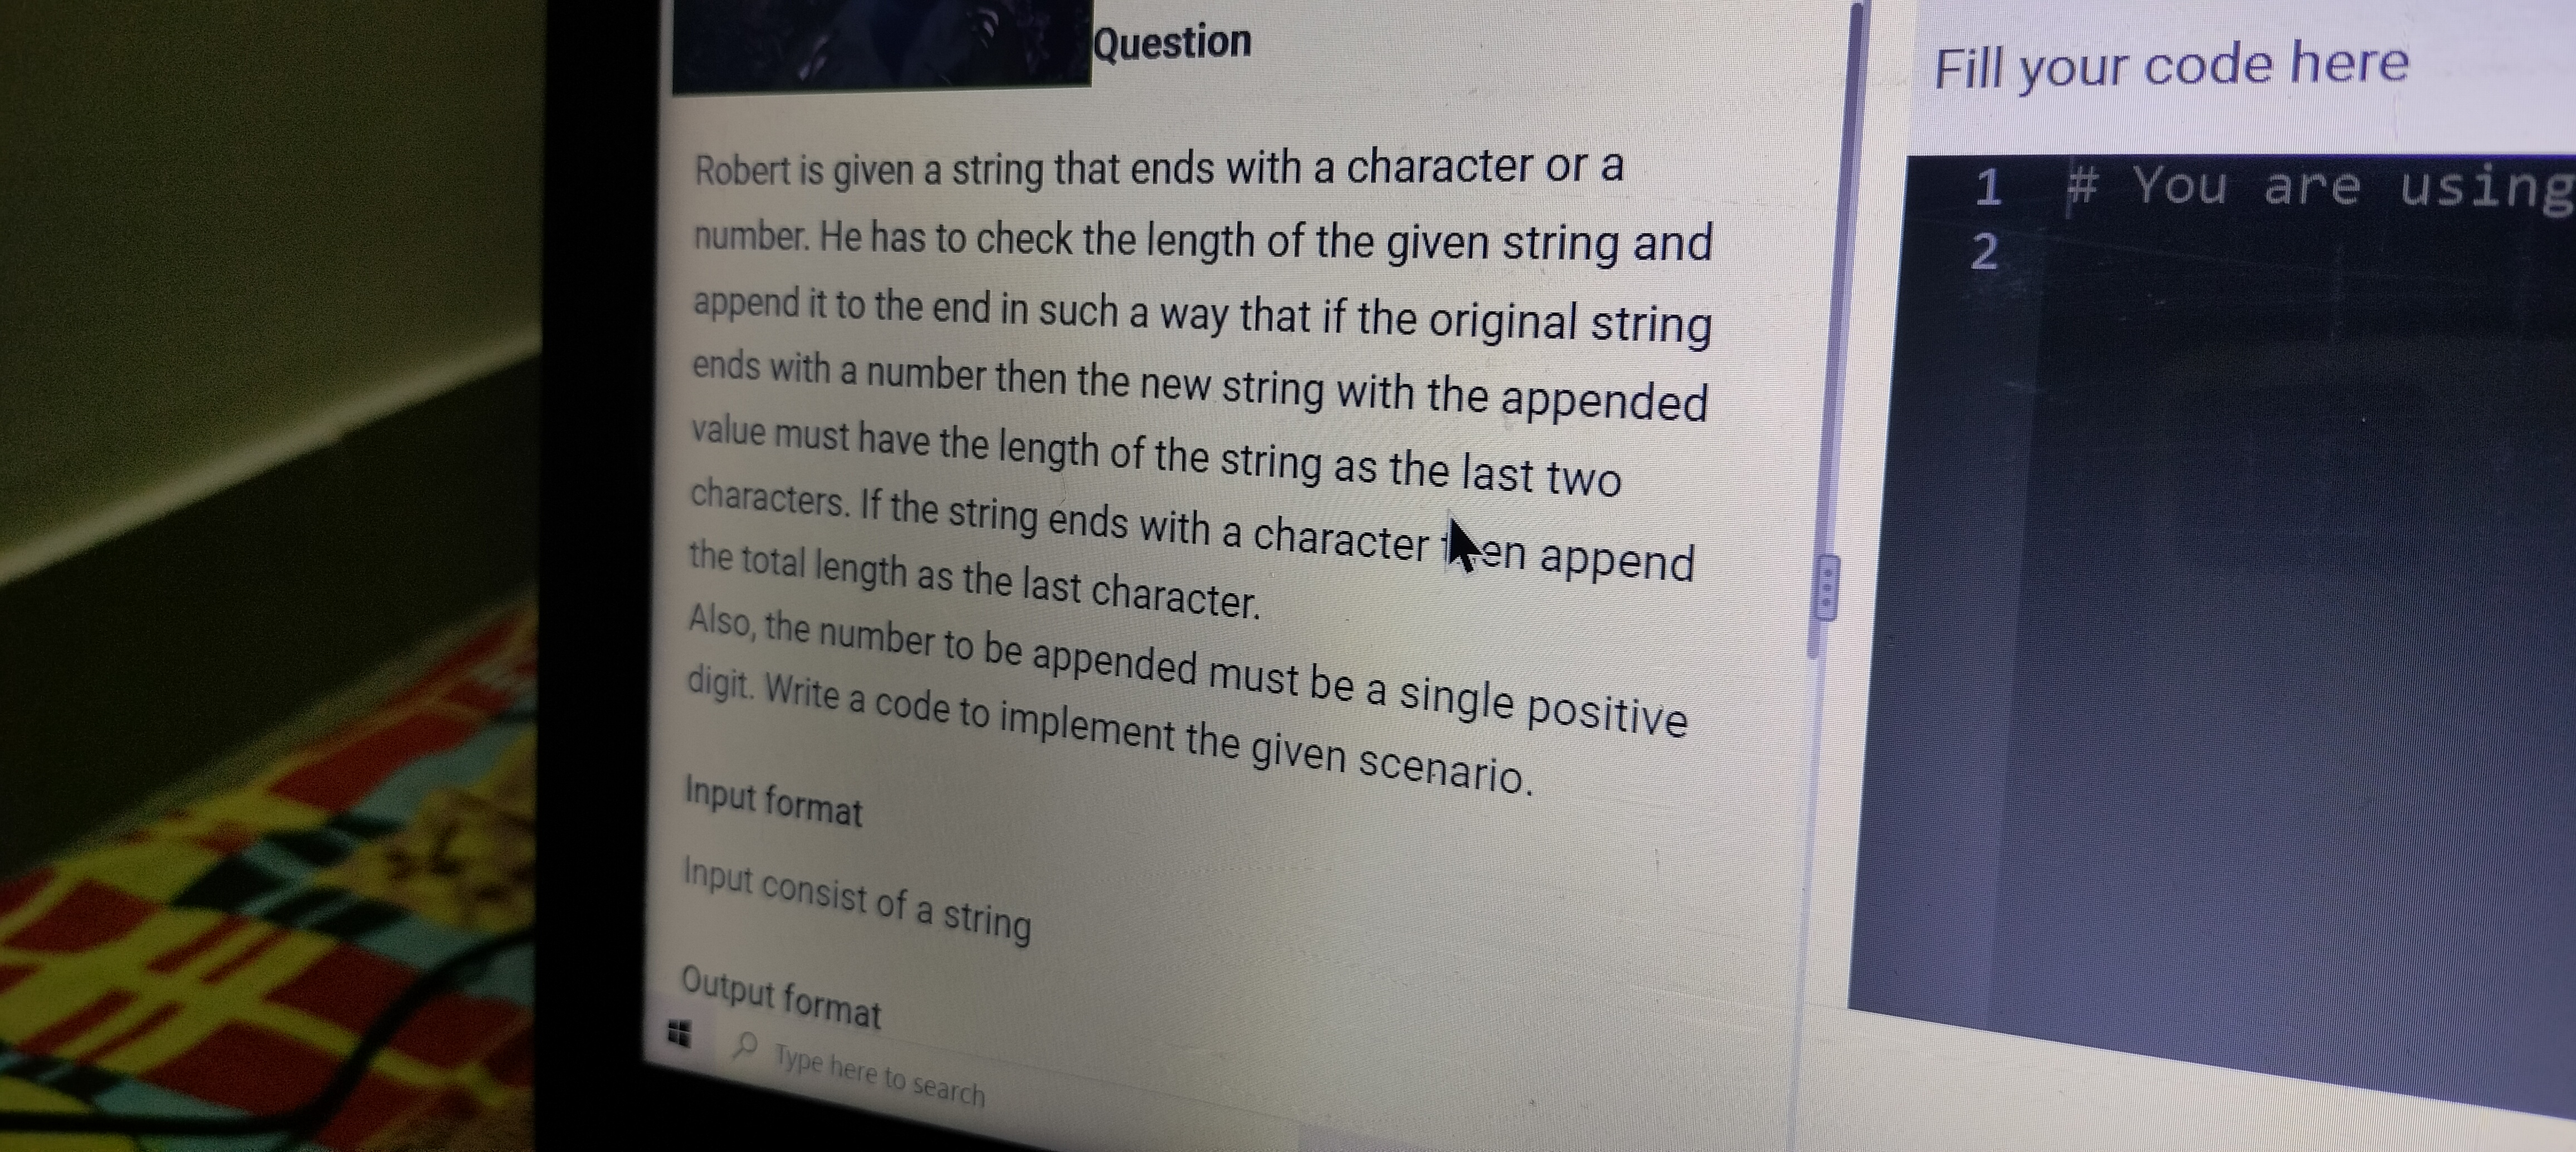 Question
Robert is given a string that ends with a character or a
number. He has to check the length of the given string and
append it to the end in such a way that if the original string
ends with a number then the new string with the appended
value must have the length of the string as the last two
characters. If the string ends with a character append
the total length as the last character.
Also, the number to be appended must be a single positive
digit. Write a code to implement the given scenario.
Input format
Input consist of a string
Output format
Type here to search
Fill your code here
1 # You are using
2